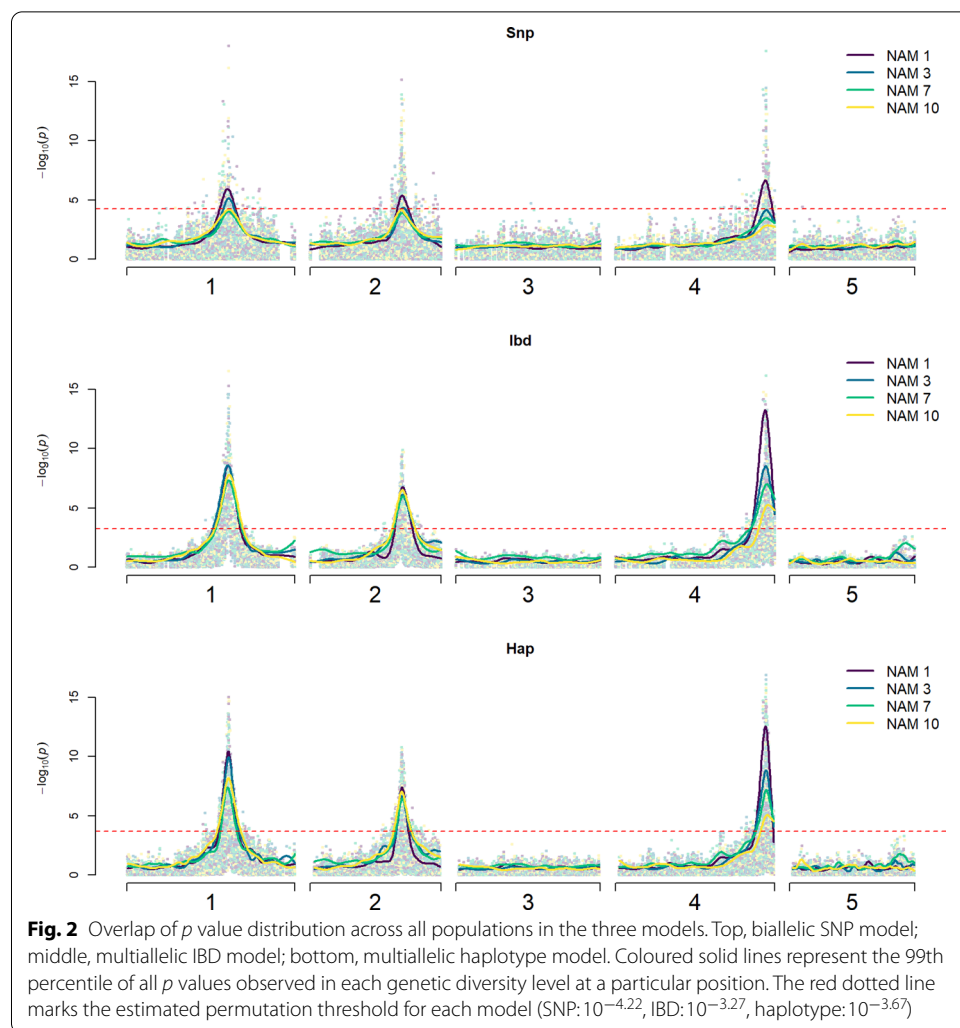 Snp
NAM 1
NAM 3
NAM 7
NAM 10
−log10(p)
15
10
5
0
1 2 3 4 5
Ibd
NAM 1
NAM 3
NAM 7
NAM 10
−log10(p)
15
10
5
0
1 2 3 4 5
Hap
NAM 1
NAM 3
NAM 7
NAM 10
−log10(p)
15
10
5
0
1 2 3 4 5
Fig. 2 Overlap of p value distribution across all populations in the three models. Top, biallelic SNP model;
middle, multiallelic IBD model; bottom, multiallelic haplotype model. Coloured solid lines represent the 99th
percentile of all p values observed in each genetic diversity level at a particular position. The red dotted line
marks the estimated permutation threshold for each model (SNP: 10−4.22, IBD: 10−3.27, haplotype: 10−3.67)